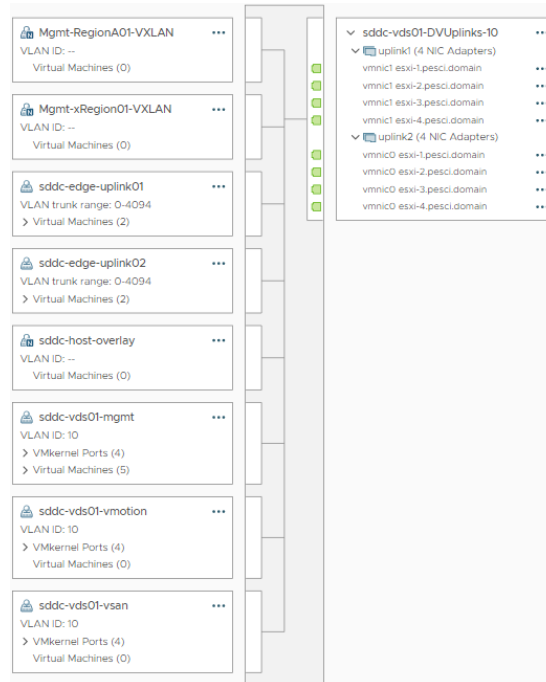 Mgmt-RegionA01-VXLAN
VLAN ID: --
Virtual Machines (0)
Mgmt-xRegion01-VXLAN
VLAN ID: --
Virtual Machines (0)
sddc-edge-uplink01
VLAN trunk range: 0-4094
Virtual Machines (2)
sddc-edge-uplink02
VLAN trunk range: 0-4094
Virtual Machines (2)
sddc-host-overlay
VLAN ID: --
Virtual Machines (0)
sddc-vds01-mgmt
VLAN ID: 10
VMkernel Ports (4)
Virtual Machines (5)
sddc-vds01-vmotion
VLAN ID: 10
VMkernel Ports (4)
Virtual Machines (0)
sddc-vds01-vsan
VLAN ID: 10
VMkernel Ports (4)
Virtual Machines (0)
sddc-vds01-DVUplinks-10
uplink1 (4 NIC Adapters)
vmnic1 esxi-1.pesci.domain
vmnic1 esxi-2.pesci.domain
vmnic1 esxi-3.pesci.domain
vmnic1 esxi-4.pesci.domain
uplink2 (4 NIC Adapters)
vmnic0 esxi-1.pesci.domain
vmnic0 esxi-2.pesci.domain
vmnic0 esxi-3.pesci.domain
vmnic0 esxi-4.pesci.domain